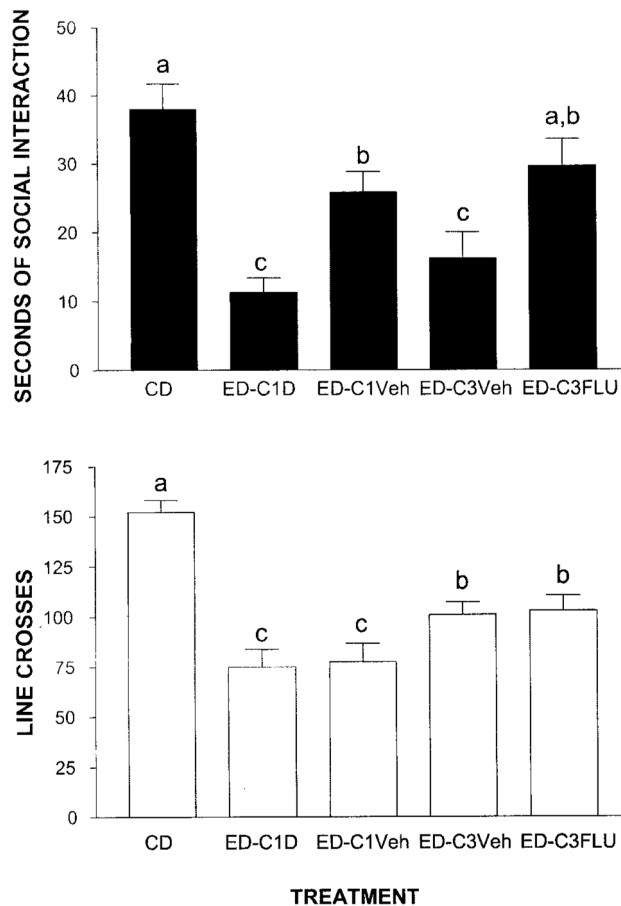 SECONDS OF SOCIAL INTERACTION
50
40
30
20
10
0
a
c
b
c
a,b
CD ED-C1D ED-C1Veh ED-C3Veh ED-C3FLU
LINE CROSSES
175
150
125
100
75
50
25
0
a
c
c
b
b
CD ED-C1D ED-C1Veh ED-C3Veh ED-C3FLU
TREATMENT